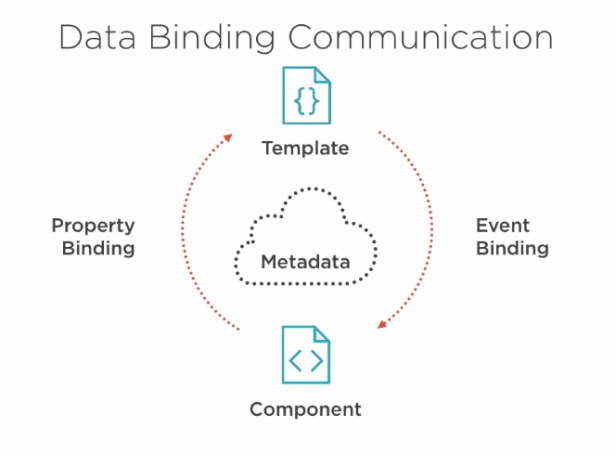 Data Binding Communication
{}
Template
Property
Binding
Event
Binding
Metadata
< >
Component